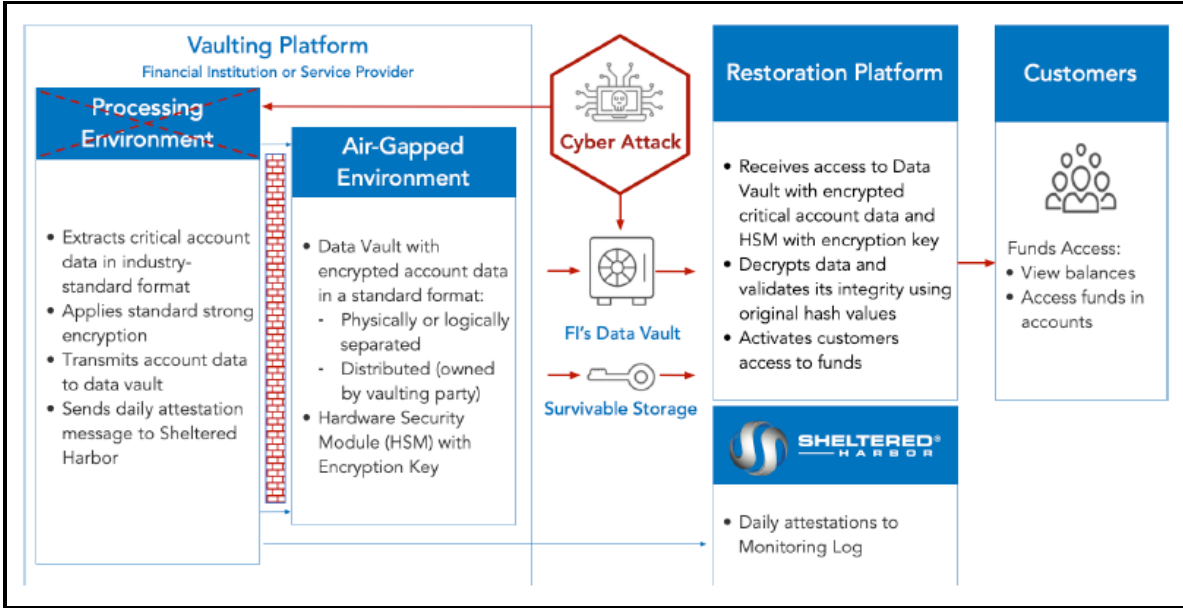 Vaulting Platform
Financial Institution or Service Provider
Processing
Environment
• Extracts critical account
data in industry-
standard format
• Applies standard strong
encryption
• Transmits account data
to data vault
• Sends daily attestation
message to Sheltered
Harbor
Air-Gapped
Environment
• Data Vault with
encrypted account data
in a standard format:
- Physically or logically
separated
- Distributed (owned
by vaulting party)
• Hardware Security
Module (HSM) with
Encryption Key
Cyber Attack
FI's Data Vault
Survivable Storage
Restoration Platform
• Receives access to Data
Vault with encrypted
critical account data and
HSM with encryption key
• Decrypts data and
validates its integrity using
original hash values
• Activates customers
access to funds
SHELTERED®
HARBOR
• Daily attestations to
Monitoring Log
Customers
Funds Access:
• View balances
• Access funds in
accounts